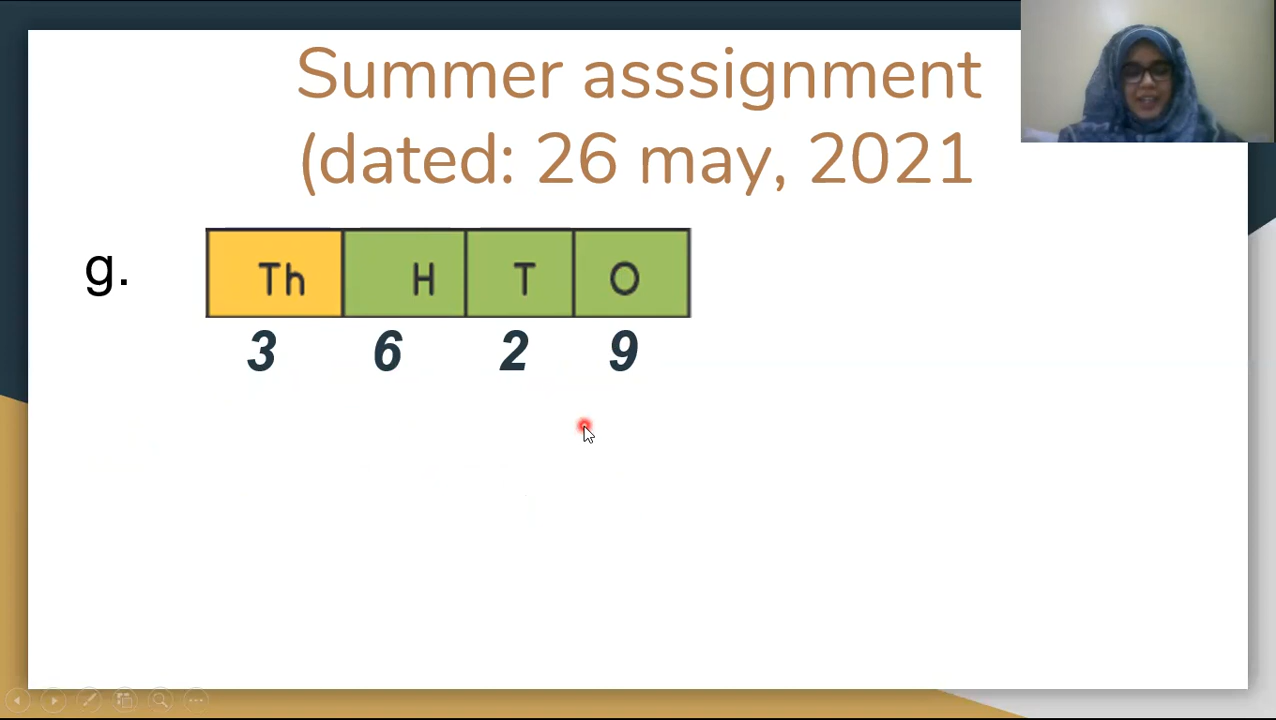 Summer asssignment
(dated: 26 may, 2021
g.
Th H T O
3 6 2 9